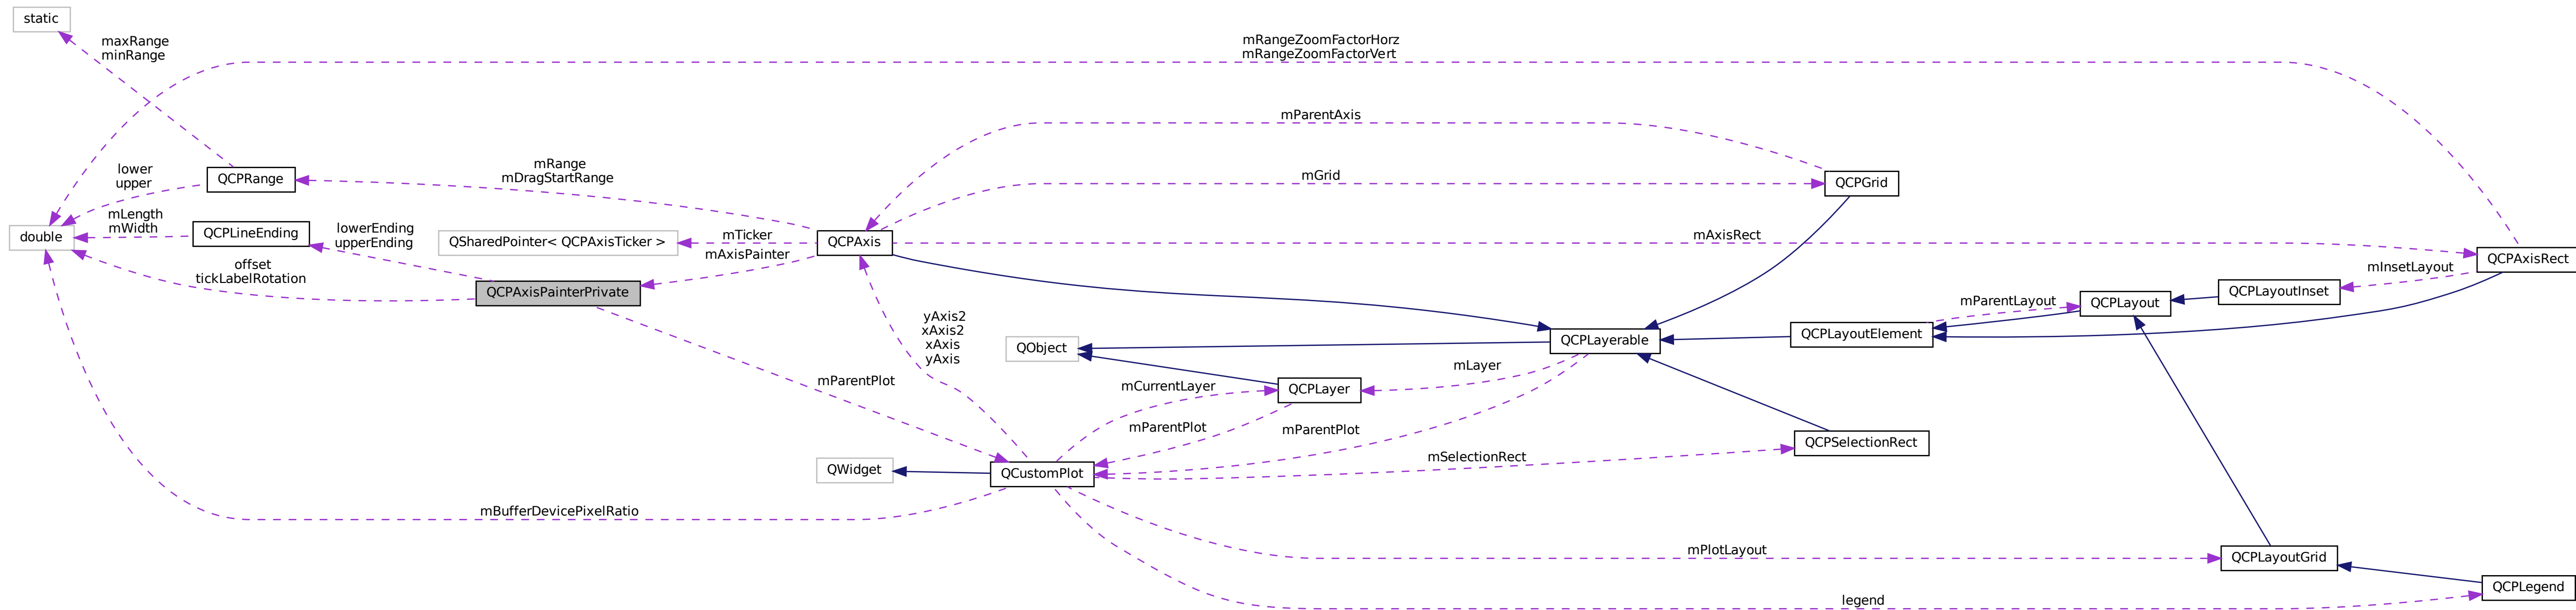 static
maxRange
minRange
mRangeZoomFactorHorz
mRangeZoomFactorVert
mParentAxis
lower
upper
QCPRange
mRange
mDragStartRange
mGrid
QCPGrid
mLength
mWidth
double
QCPLineEnding
lowerEnding
upperEnding
QSharedPointer< QCPAxisTicker >
mTicker
mAxisPainter
QCPAxis
mAxisRect
QCPAxisRect
offset
tickLabelRotation
QCPAxisPainterPrivate
mInsetLayout
QCPLayoutInset
mParentLayout
QCPLayout
yAxis2
xAxis2
xAxis
yAxis
QObject
QCPLayerable
QCPLayoutElement
mParentPlot
mCurrentLayer
QCPLayer
mLayer
mParentPlot
mParentPlot
QCPSelectionRect
mSelectionRect
QWidget
QCustomPlot
mBufferDevicePixelRatio
mPlotLayout
QCPLayoutGrid
legend
QCPLegend